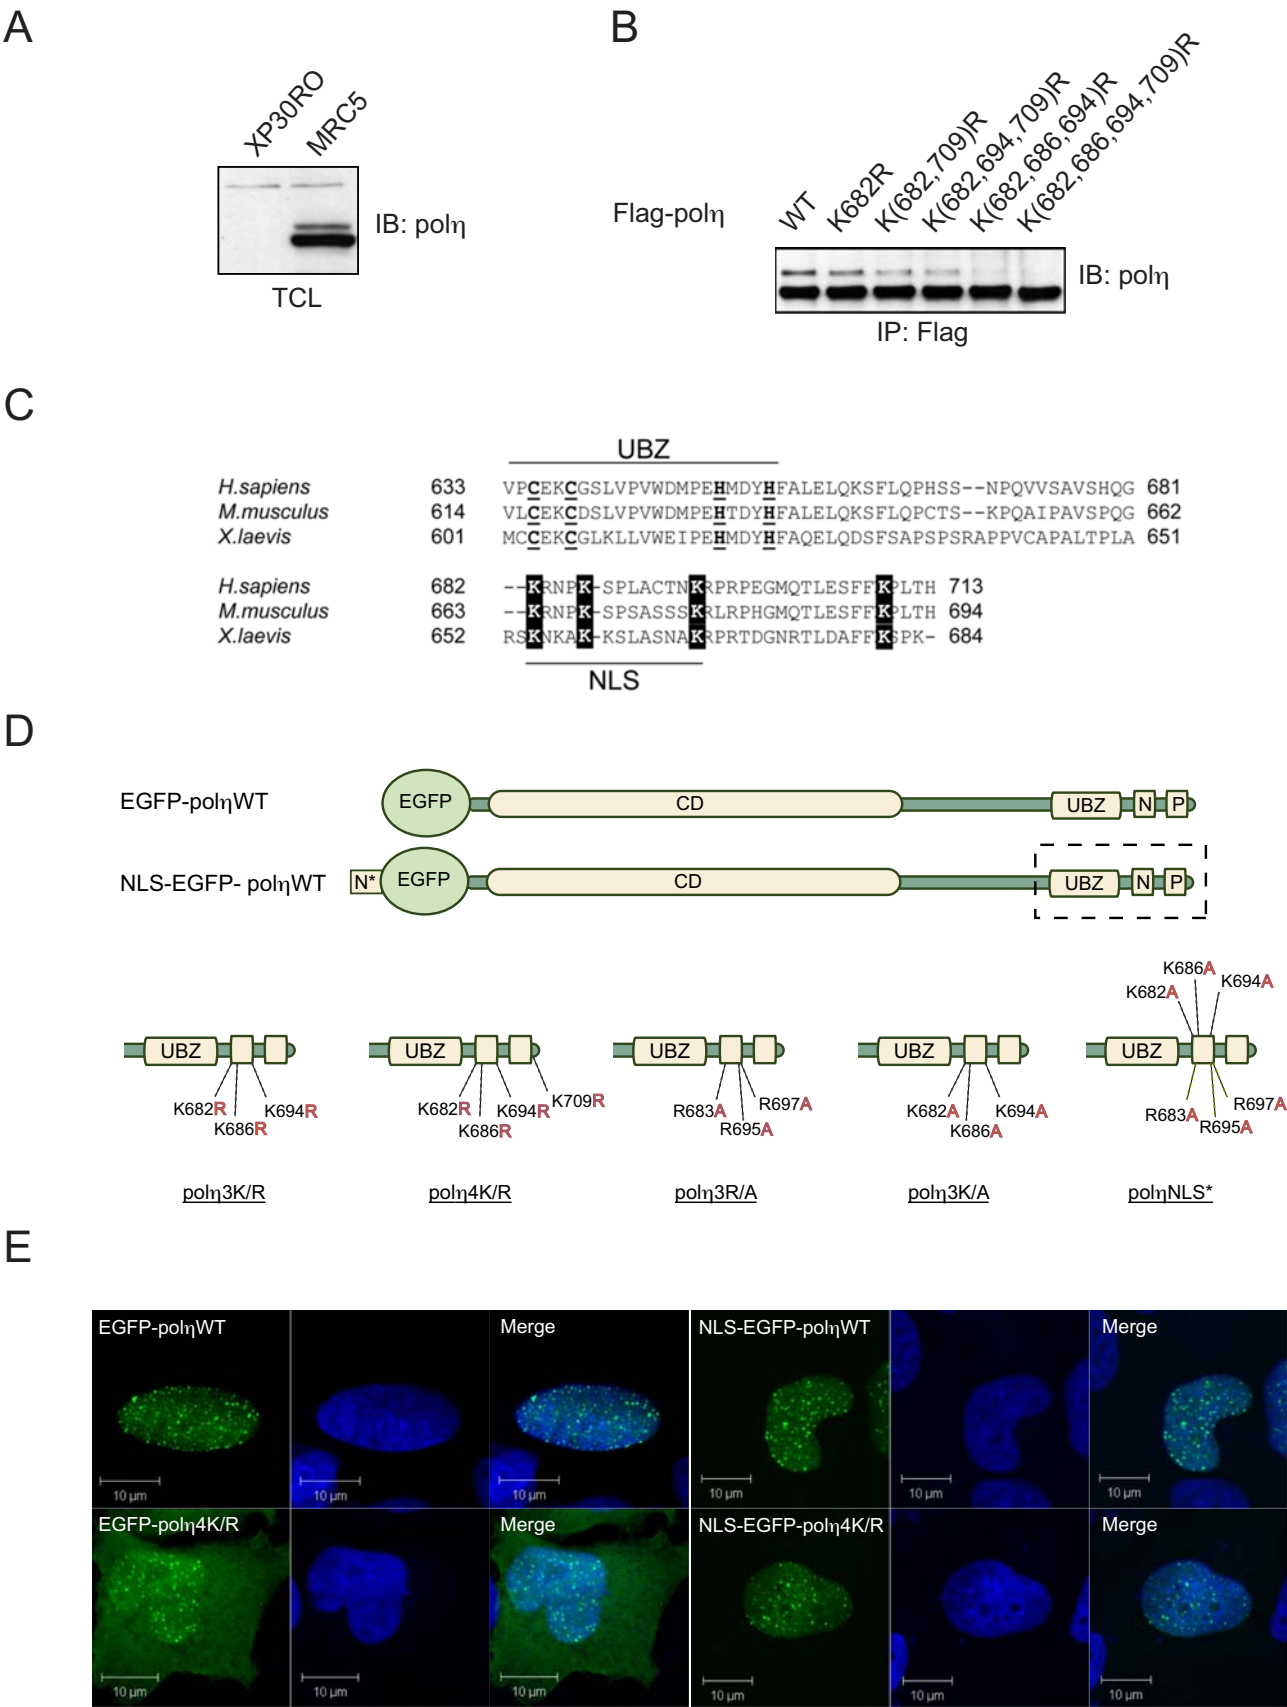 A
XP30RO
MRC5
IB: polη
TCL
B
Flag-polη
WT
K682R
K(682,709)R
K(682,694,709)R
K(682,686,694)R
K(682,686,694,709)R
IB: polη
IP: Flag
C
UBZ
H.sapiens 633 VPCEKCGSLVPVWDMPEHMDYHFALELQKSFLQPHSS--NPQVVSAVSHQG 681
M.musculus 614 VLCEKCDSLVPVWDMPEHTDYHFALELQKSFLQPCTS--KPQAIPAVSPQG 662
X.laevis 601 MCCEKCGLKLLVWEIPEHMDYHFAQELQDSFSAPSPSRAPPVCAPALTPLA 651
H.sapiens 682 --KRNPK-SPLACTNKRPRPEGMQTLESFFKPLTH 713
M.musculus 663 --KRNPK-SPSASSSKRLRPHGMQTLESFFKPLTH 694
X.laevis 652 RSKNKAK-KSLASNAKRPRTDGNRTLDAFFKSPK- 684
NLS
D
EGFP-polηWT EGFP CD UBZ N P
NLS-EGFP- polηWT N* EGFP CD UBZ N P
UBZ K682R K686R K694R
polη3K/R
UBZ K682R K686R K694R K709R
polη4K/R
UBZ R683A R695A R697A
polη3R/A
UBZ K682A K686A K694A
polη3K/A
K682A K686A K694A
UBZ R683A R695A R697A
polηNLS*
E
EGFP-polηWT Merge NLS-EGFP-polηWT Merge
10 µm 10 µm 10 µm 10 µm 10 µm 10 µm
EGFP-polη4K/R Merge NLS-EGFP-polη4K/R Merge
10 µm 10 µm 10 µm 10 µm 10 µm 10 µm